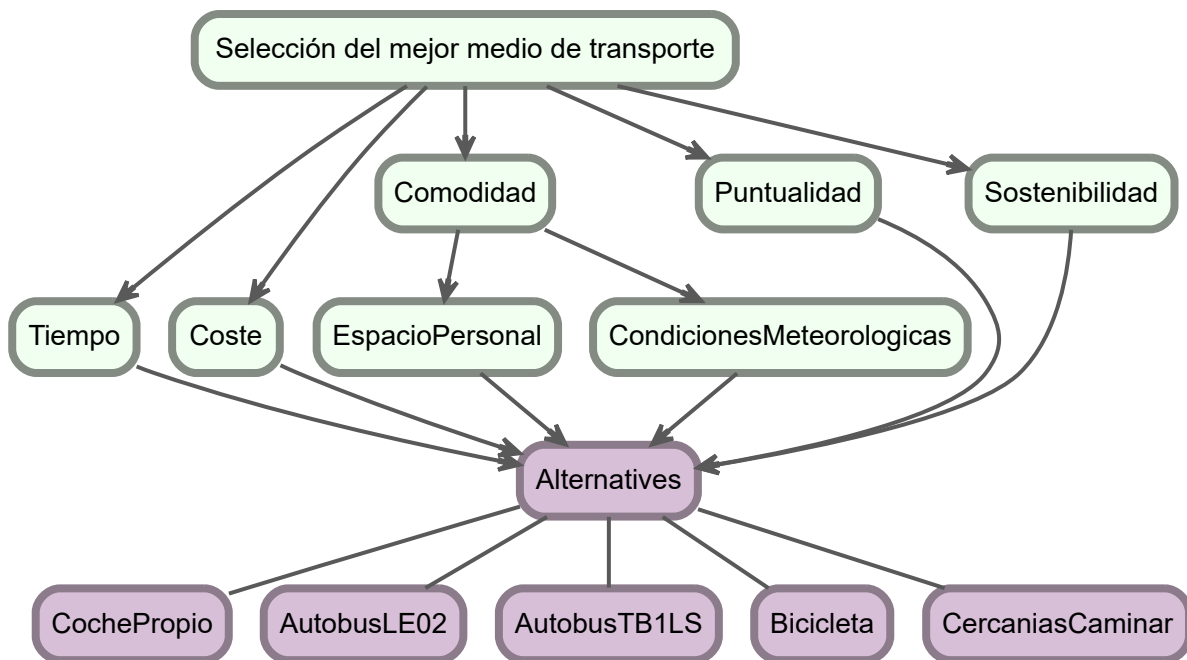 Selección del mejor medio de transporte
Comodidad
Puntualidad
Sostenibilidad
Tiempo
Coste
EspacioPersonal
CondicionesMeteorologicas
Alternatives
CochePropio
AutobusLE02
AutobusTB1LS
Bicicleta
CercaniasCaminar